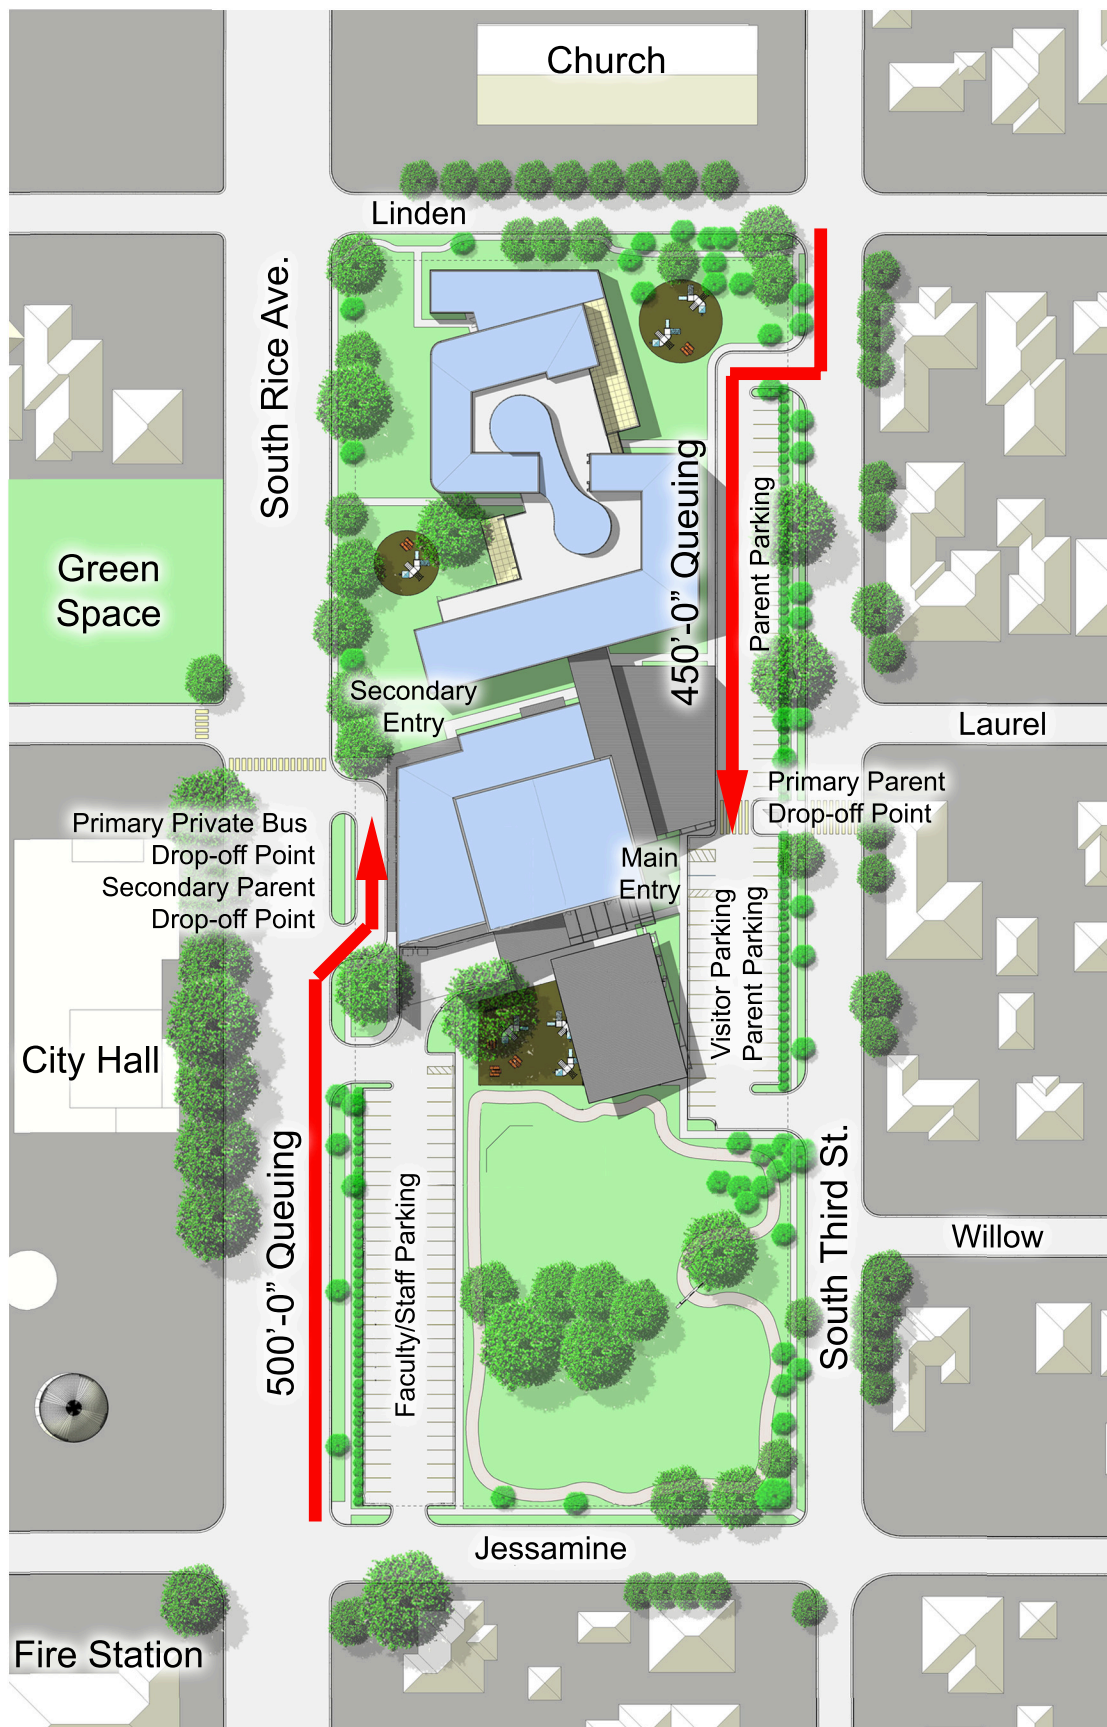 Church
Linden
South Rice Ave.
Green
Space
450'-0” Queuing
Parent Parking
Secondary
Entry
Laurel
Primary Parent
Drop-off Point
Primary Private Bus
Drop-off Point
Secondary Parent
Drop-off Point
Main
Entry
Visitor Parking
Parent Parking
City Hall
500'-0” Queuing
Faculty/Staff Parking
South Third St.
Willow
Jessamine
Fire Station